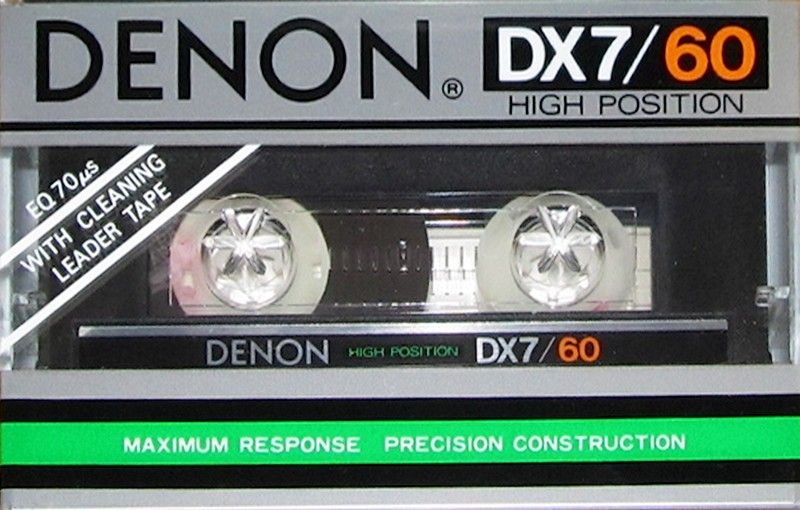 DENON®
DX7/60
HIGH POSITION
EQ 70μs
WITH CLEANING
LEADER TAPE
DENON HIGH POSITION DX7/60
MAXIMUM RESPONSE PRECISION CONSTRUCTION